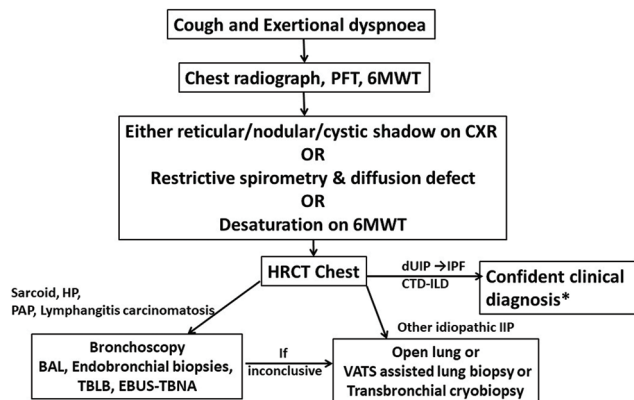 Cough and Exertional dyspnoea
Chest radiograph, PFT, 6MWT
Either reticular/nodular/cystic shadow on CXR
OR
Restrictive spirometry & diffusion defect
OR
Desaturation on 6MWT
HRCT Chest
dUIP →IPF
CTD-ILD
Confident clinical
diagnosis*
Sarcoid, HP,
PAP, Lymphangitis carcinomatosis
Other idiopathic IIP
Bronchoscopy
BAL, Endobronchial biopsies,
TBLB, EBUS-TBNA
If
inconclusive
Open lung or
VATS assisted lung biopsy or
Transbronchial cryobiopsy